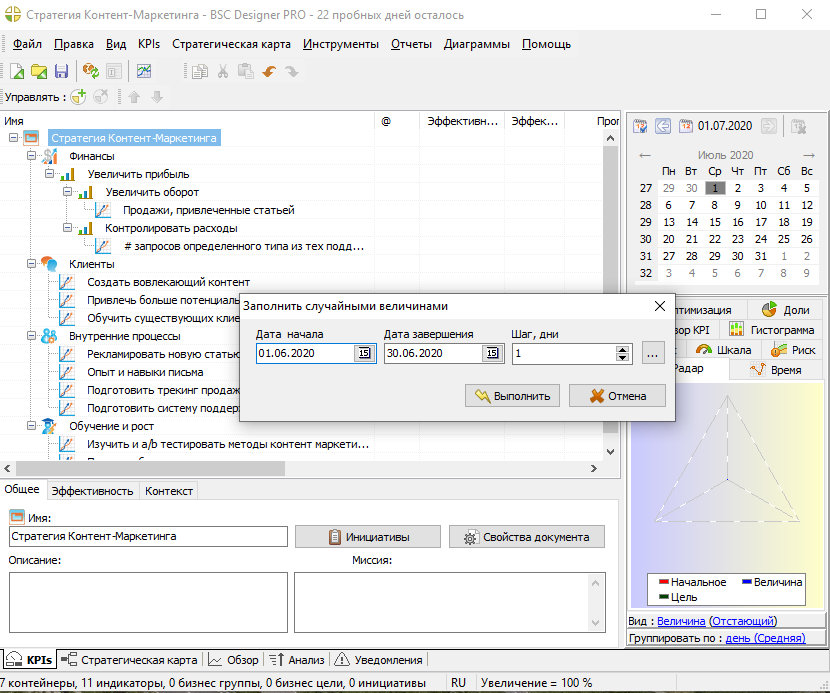 Стратегия Контент-Маркетинга - BSC Designer PRO - 22 пробных дней осталось
Файл Правка Вид KPIs Стратегическая карта Инструменты Отчеты Диаграммы Помощь
Управлять :
Имя @ Эффективн... Эффек... Прог
Стратегия Контент-Маркетинга
Финансы
Увеличить прибыль
Увеличить оборот
Продажи, привлеченные статьей
Контролировать расходы
# запросов определенного типа из тех подд...
Клиенты
Создать вовлекающий контент
Привлечь больше потенциаль
Обучить существующих клие
Внутренние процессы
Рекламировать новую статью
Опыт и навыки письма
Подготовить трекинг продаж
Подготовить систему поддер
Обучение и рост
Изучить и a/b тестировать методы контент маркети...
12 12 01.07.2020 12
← Июль 2020 →
Пн Вт Ср Чт Пт Сб Вс
27 29 30 1 2 3 4 5
28 6 7 8 9 10 11 12
29 13 14 15 16 17 18 19
30 20 21 22 23 24 25 26
31 27 28 29 30 31 1 2
32 3 4 5 6 7 8 9
Заполнить случайными величинами
Дата начала Дата завершения Шаг, дни
01.06.2020 15 30.06.2020 15 1 ...
Выполнить Отмена
птимизация Доли
зор KPI Гистограмма
Шкала Риск
Радар Время
Начальное Величина
Цель
Вид : Величина (Отстающий)
Группировать по : день (Средняя)
Общее Эффективность Контекст
Имя:
Стратегия Контент-Маркетинга Инициативы Свойства документа
Описание: Миссия:
KPIs Стратегическая карта Обзор Анализ Уведомления
7 контейнеры, 11 индикаторы, 0 бизнес группы, 0 бизнес цели, 0 инициативы RU Увеличение = 100 %